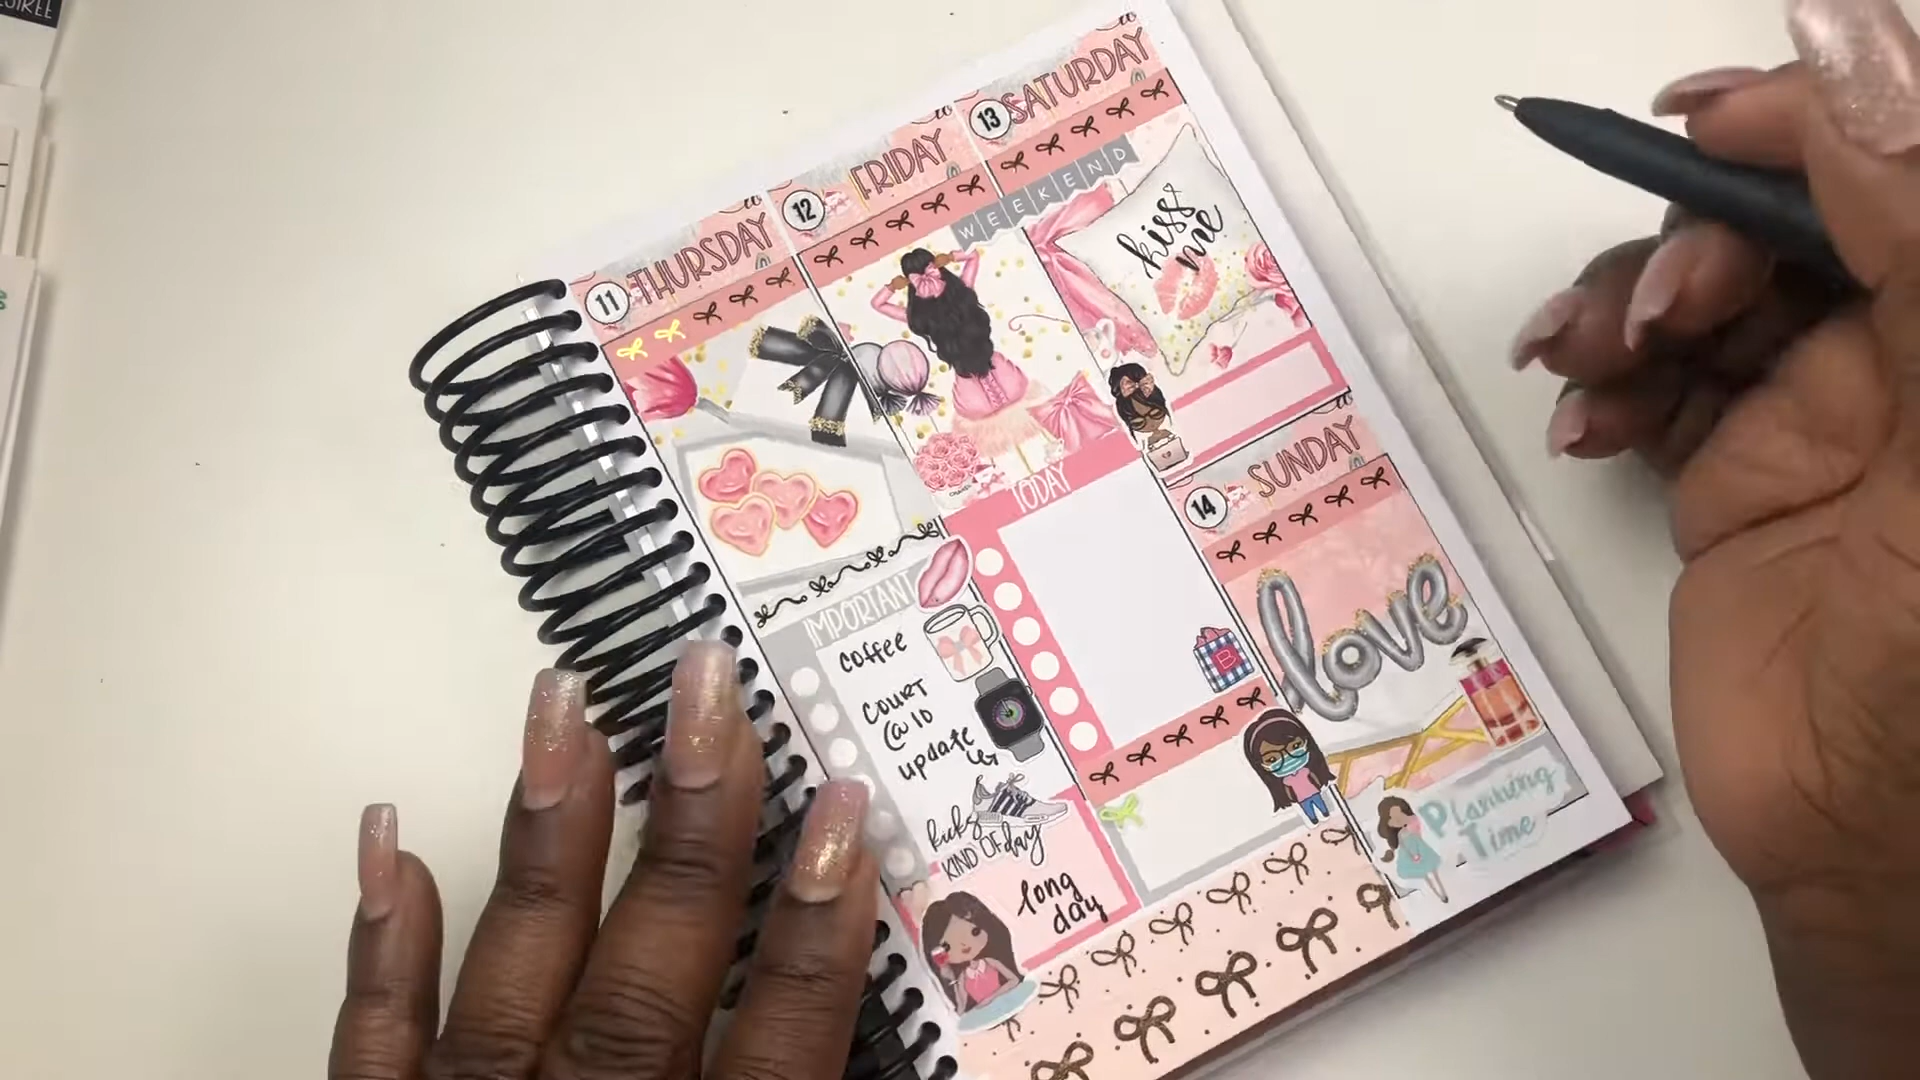 11 THURSDAY
IMPORTANT
coffee
COURT
@ 10
update
kicks
KIND OF day
long
day
12 FRIDAY
WEEKEND
CHANEL
TODAY
B
13 SATURDAY
kiss
me
14 SUNDAY
love
Planning
Time